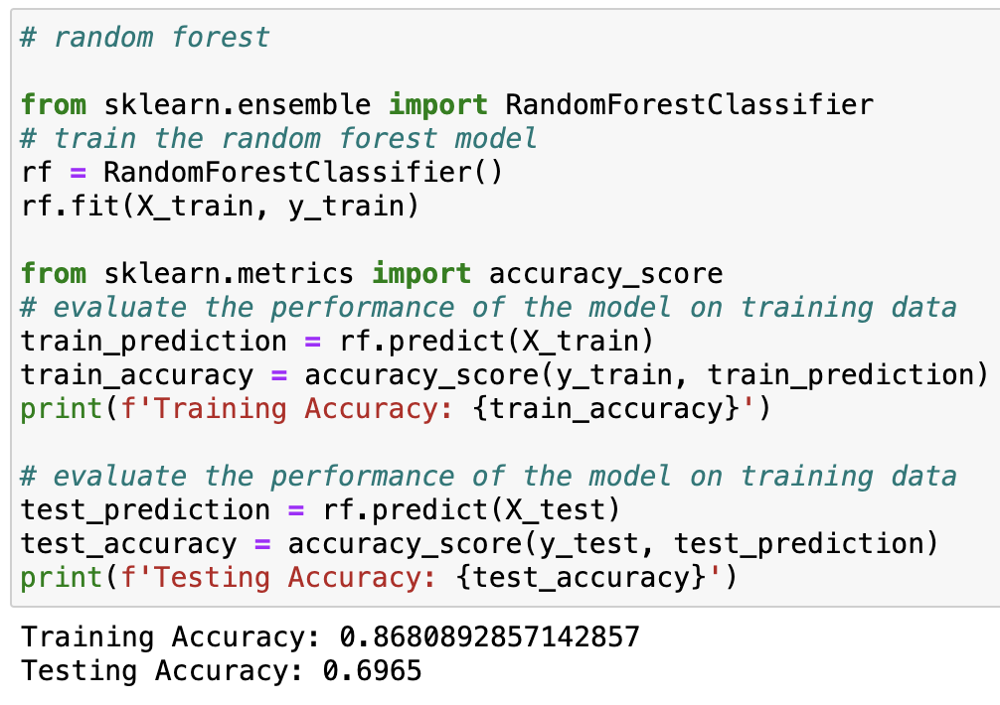 # random forest
from sklearn.ensemble import RandomForestClassifier
# train the random forest model
rf = RandomForestClassifier()
rf.fit(X_train, y_train)
from sklearn.metrics import accuracy_score
# evaluate the performance of the model on training data
train_prediction = rf.predict(X_train)
train_accuracy = accuracy_score(y_train, train_prediction)
print(f'Training Accuracy: {train_accuracy}')
# evaluate the performance of the model on training data
test_prediction = rf.predict(X_test)
test_accuracy = accuracy_score(y_test, test_prediction)
print(f'Testing Accuracy: {test_accuracy}')
Training Accuracy: 0.8680892857142857
Testing Accuracy: 0.6965